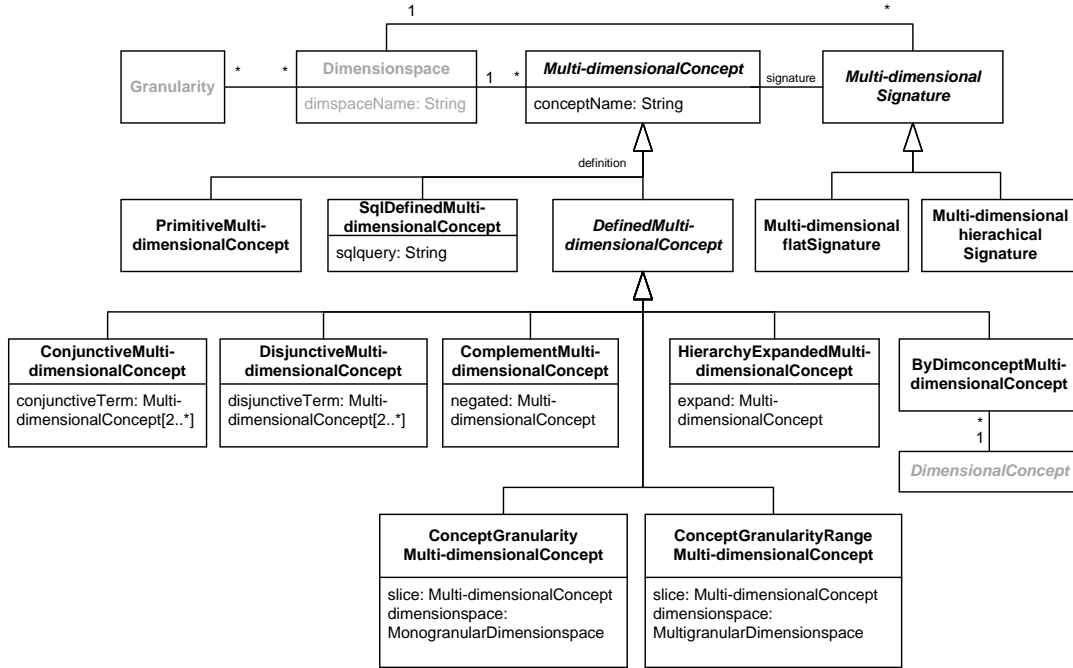 1
*
Granularity
*
*
Dimensionspace
dimspaceName: String
1
*
Multi-dimensionalConcept
conceptName: String
signature
Multi-dimensional
Signature
definition
PrimitiveMulti-
dimensionalConcept
SqlDefinedMulti-
dimensionalConcept
sqlquery: String
DefinedMulti-
dimensionalConcept
Multi-dimensional
flatSignature
Multi-dimensional
hierachical
Signature
ConjunctiveMulti-
dimensionalConcept
conjunctiveTerm: Multi-
dimensionalConcept[2..*]
DisjunctiveMulti-
dimensionalConcept
disjunctiveTerm: Multi-
dimensionalConcept[2..*]
ComplementMulti-
dimensionalConcept
negated: Multi-
dimensionalConcept
HierarchyExpandedMulti-
dimensionalConcept
expand: Multi-
dimensionalConcept
ByDimconceptMulti-
dimensionalConcept
*
1
DimensionalConcept
ConceptGranularity
Multi-dimensionalConcept
slice: Multi-dimensionalConcept
dimensionspace:
MonogranularDimensionspace
ConceptGranularityRange
Multi-dimensionalConcept
slice: Multi-dimensionalConcept
dimensionspace:
MultigranularDimensionspace